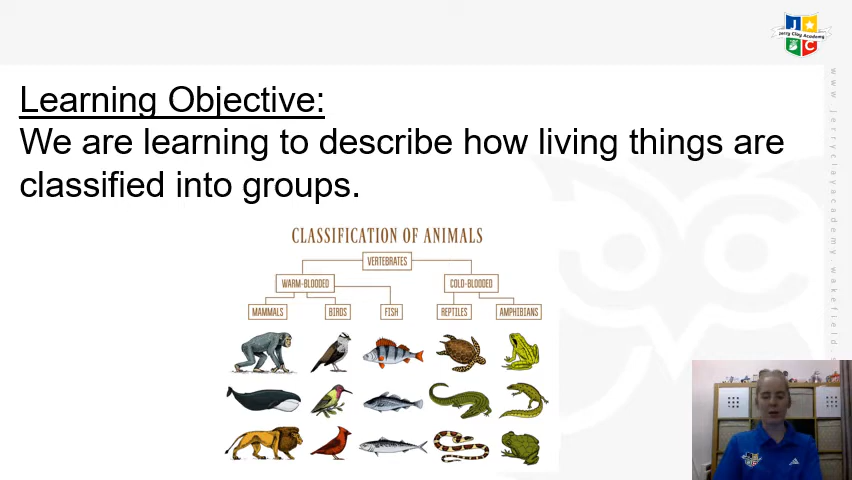 J
Jerry Clay Academy
C
Learning Objective:
We are learning to describe how living things are
classified into groups.
CLASSIFICATION OF ANIMALS
VERTEBRATES
WARM-BLOODED COLD-BLOODED
MAMMALS BIRDS FISH REPTILES AMPHIBIANS
www.jerryclayacademy.wakefield.